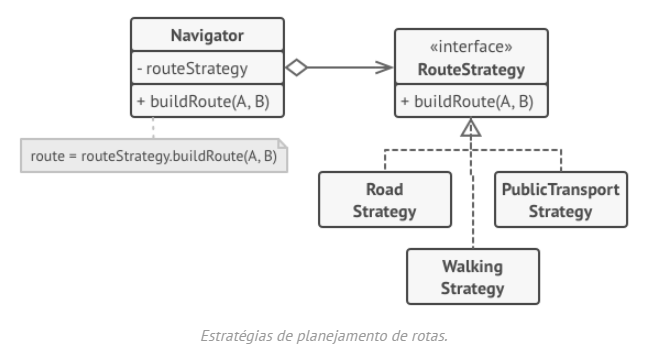 Navigator
- routeStrategy
+ buildRoute(A, B)
route = routeStrategy.buildRoute(A, B)
«interface»
RouteStrategy
+ buildRoute(A, B)
Road
Strategy
PublicTransport
Strategy
Walking
Strategy
Estratégias de planejamento de rotas.